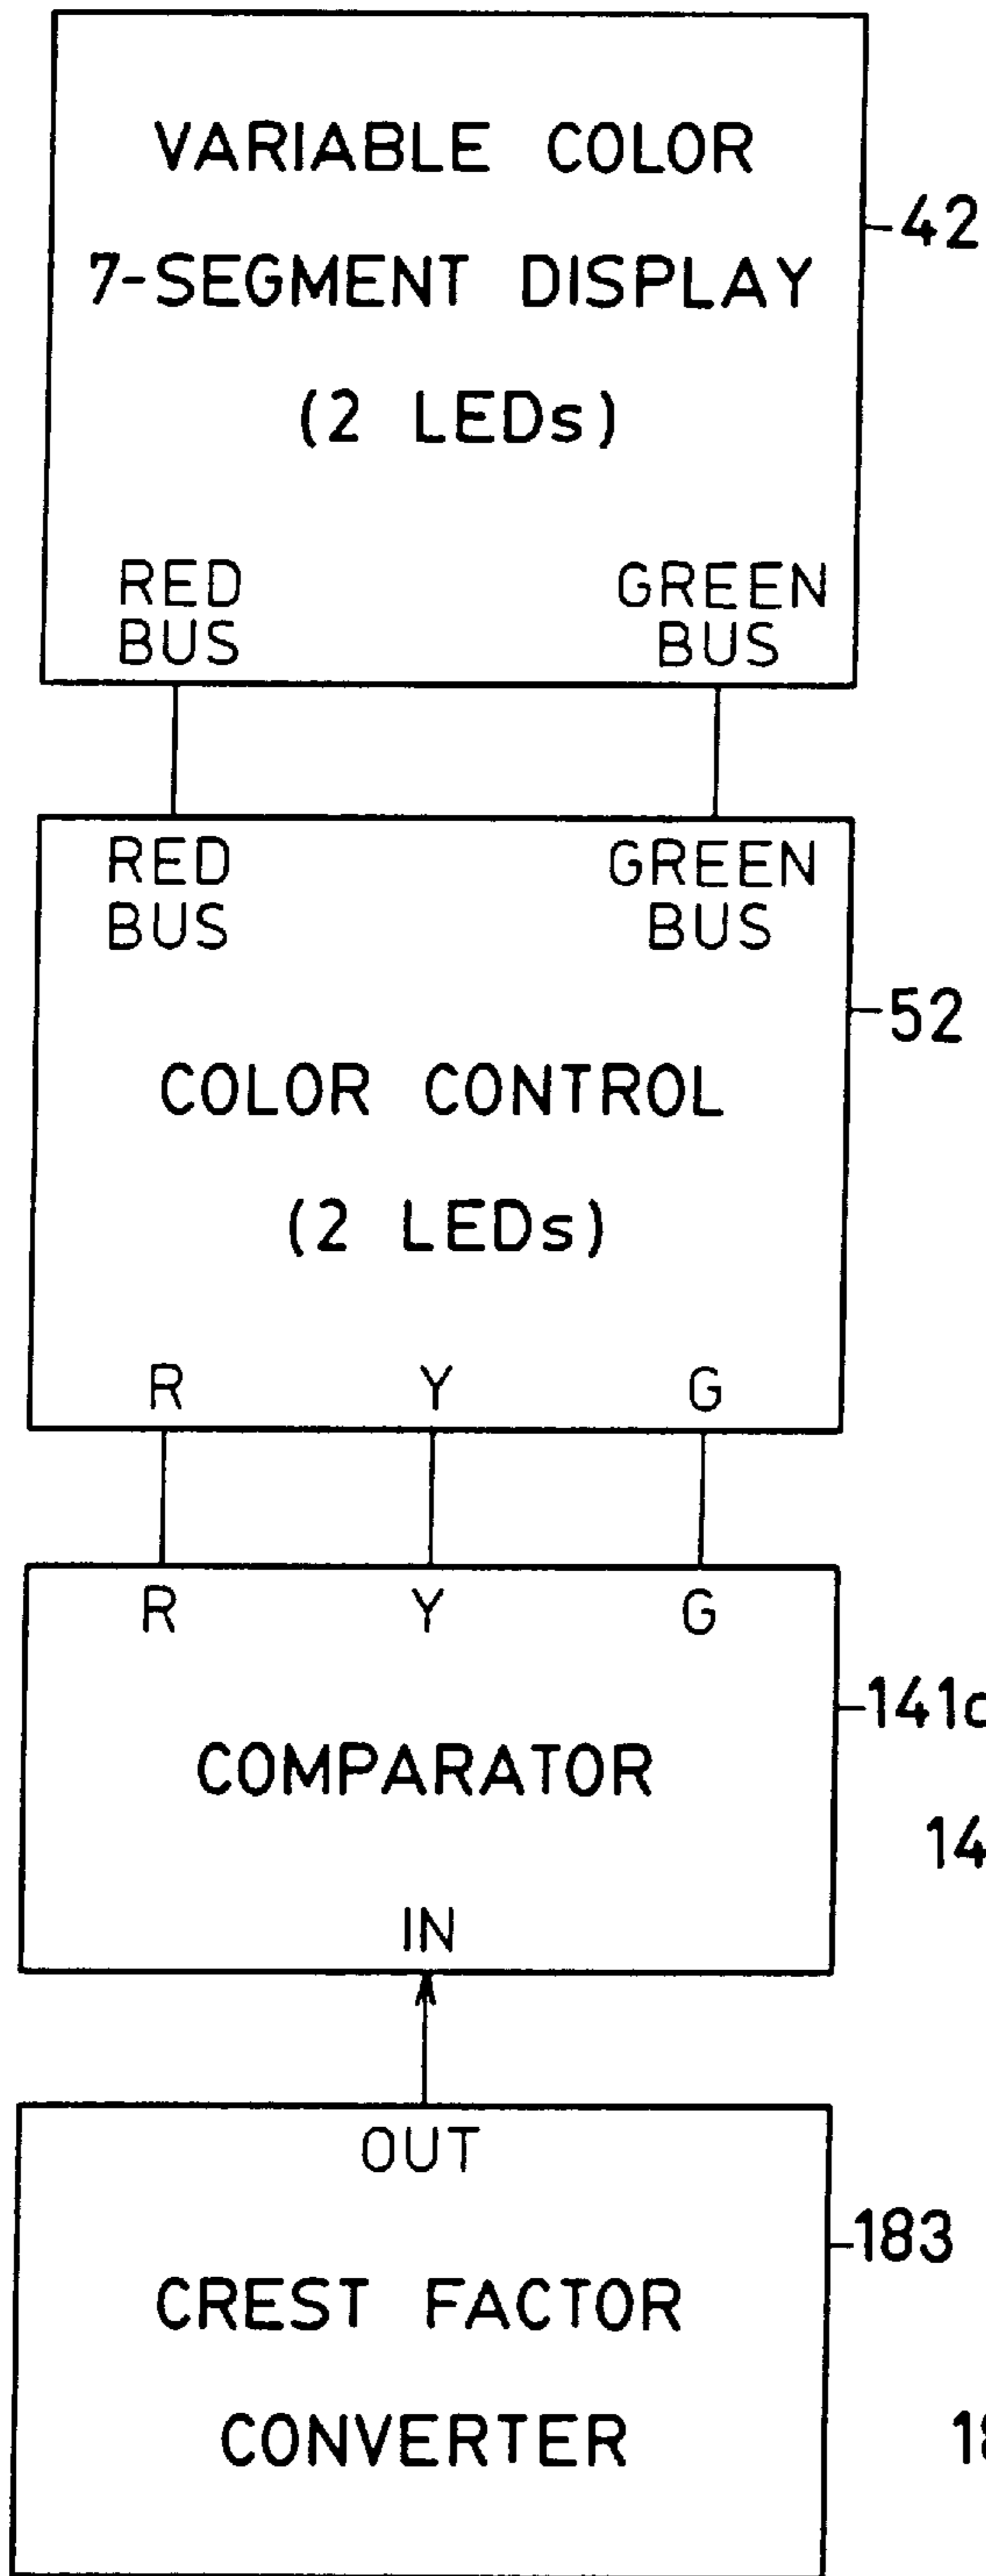 VARIABLE COLOR
7-SEGMENT DISPLAY
(2 LEDs)
42
RED
BUS
GREEN
BUS
RED
BUS
GREEN
BUS
52
COLOR CONTROL
(2 LEDs)
R Y G
R Y G
COMPARATOR
IN
OUT
183
CREST FACTOR
CONVERTER